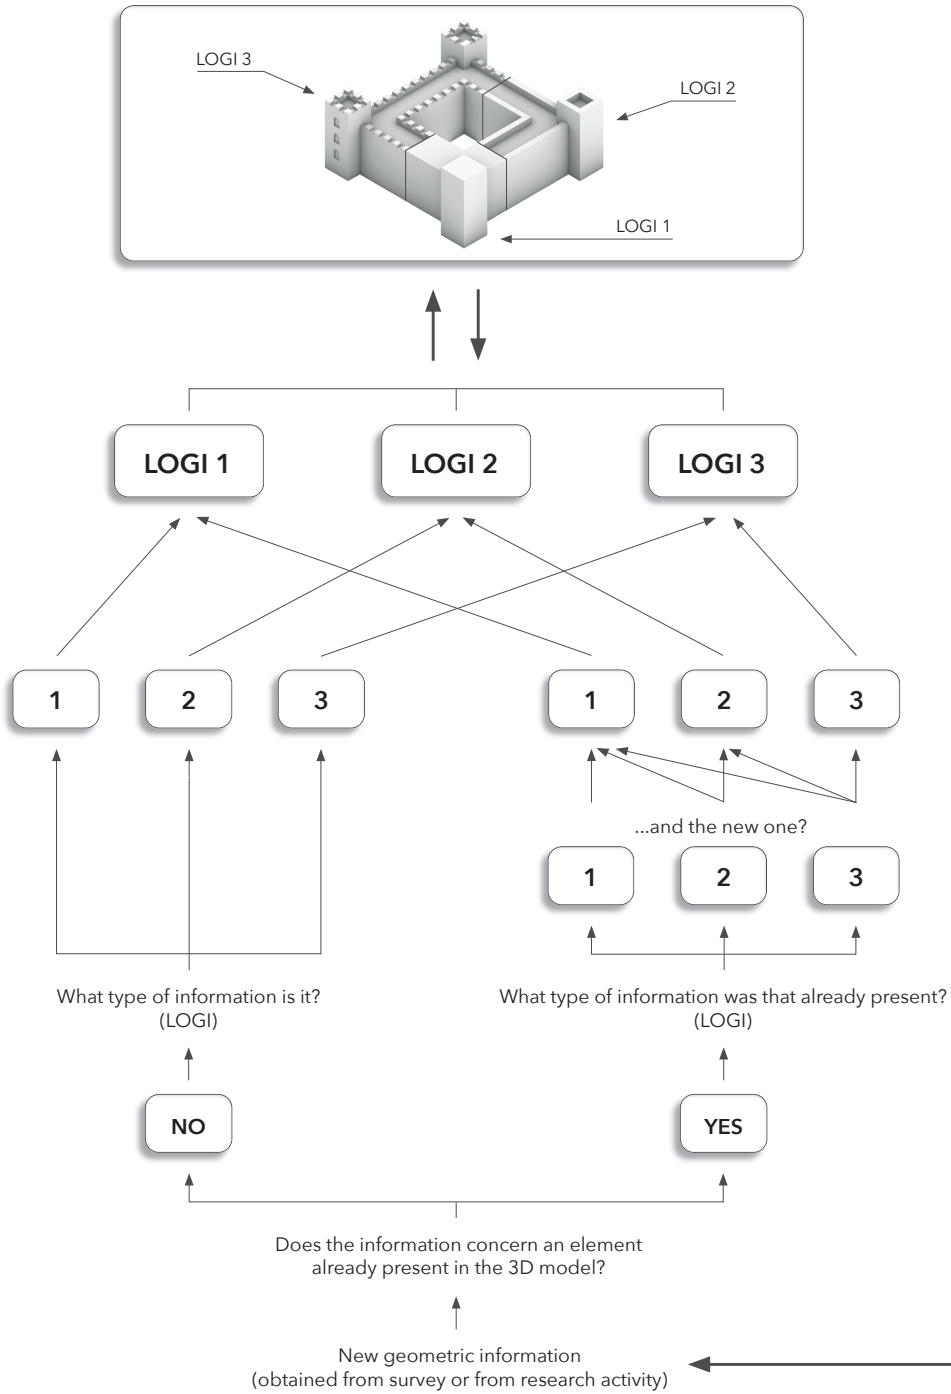 LOGI 3
LOGI 2
LOGI 1
LOGI 1
LOGI 2
LOGI 3
1
2
3
1
2
3
...and the new one?
1
2
3
What type of information is it?
(LOGI)
What type of information was that already present?
(LOGI)
NO
YES
Does the information concern an element
already present in the 3D model?
New geometric information
(obtained from survey or from research activity)